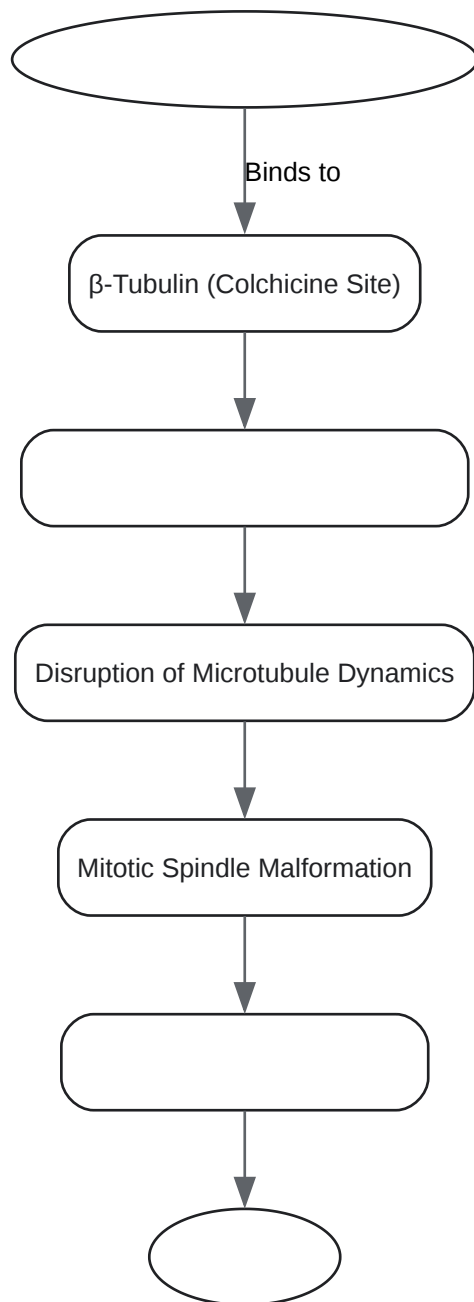 Binds to
β-Tubulin (Colchicine Site)
Disruption of Microtubule Dynamics
Mitotic Spindle Malformation